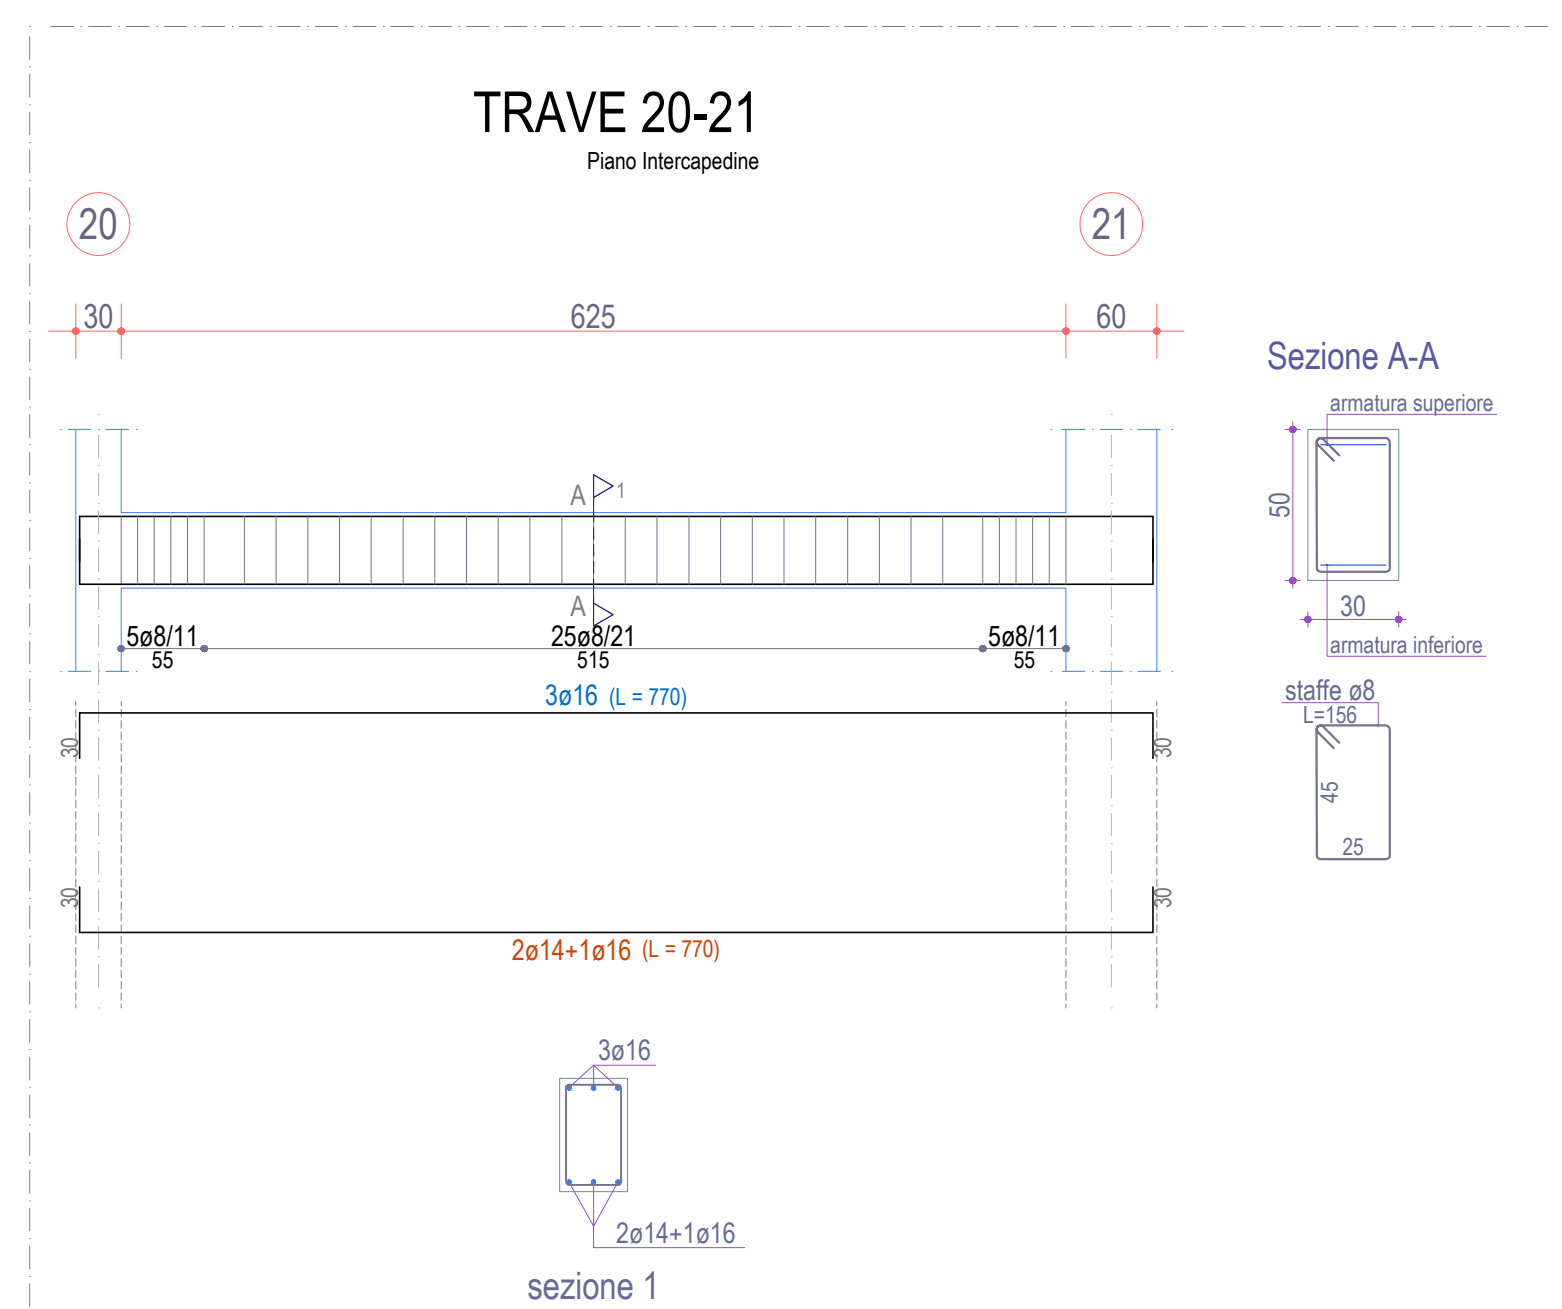 TRAVE 20-21
Piano Intercapedine
20
21
30
625
60
Sezione A-A
armatura superiore
A
1
50
A
30
5ø8/11
25ø8/21
5ø8/11
55
515
55
armatura inferiore
3ø16 (L = 770)
staffe ø8
L=156
30
30
45
25
30
30
2ø14+1ø16 (L = 770)
3ø16
2ø14+1ø16
sezione 1